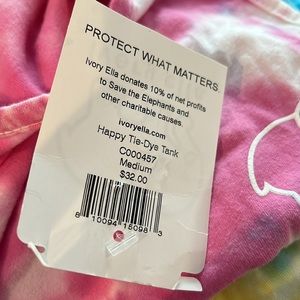 PROTECT WHAT MATTERS.
Ivory Ella donates 10% of net profits
to Save the Elephants and
other charitable causes.
ivoryella.com
Happy Tie-Dye Tank
C000457
Medium
$32.00
8 10094 15098 3